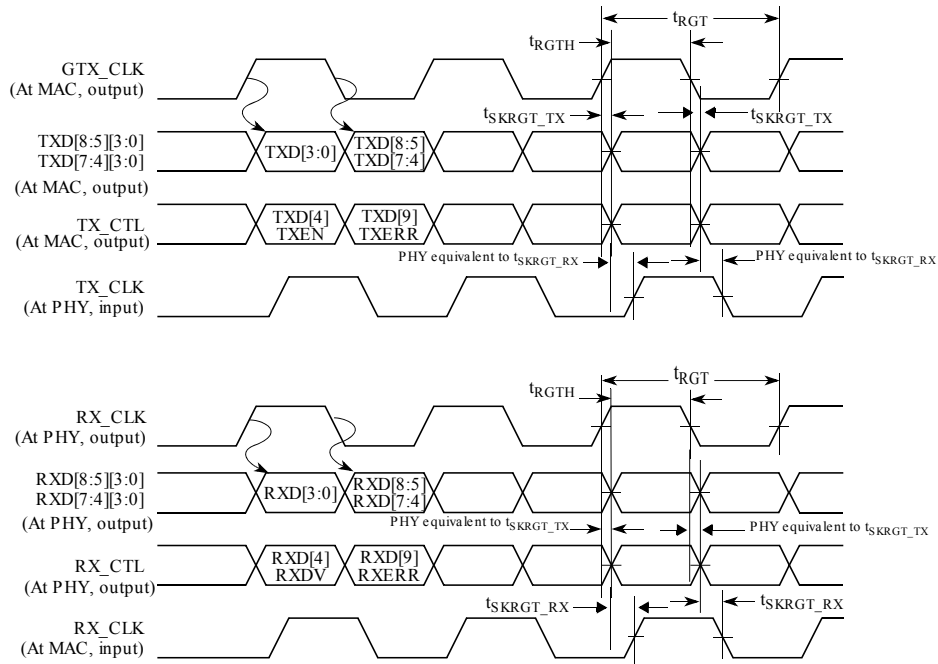 tRGT
tRGTH
GTX_CLK
(At MAC, output)
tSKRGT_TX
tSKRGT_TX
TXD[8:5][3:0]
TXD[7:4][3:0]
(At MAC, output)
TXD[3:0]
TXD[8:5]
TXD[7:4]
TX_CTL
(At MAC, output)
TXD[4]
TXEN
TXD[9]
TXERR
PHY equivalent to tSKRGT_RX
PHY equivalent to tSKRGT_RX
TX_CLK
(At PHY, input)
tRGT
tRGTH
RX_CLK
(At PHY, output)
RXD[8:5][3:0]
RXD[7:4][3:0]
(At PHY, output)
RXD[3:0]
RXD[8:5]
RXD[7:4]
PHY equivalent to tSKRGT_TX
PHY equivalent to tSKRGT_TX
RX_CTL
(At PHY, output)
RXD[4]
RXDV
RXD[9]
RXERR
tSKRGT_RX
tSKRGT_RX
RX_CLK
(At MAC, input)